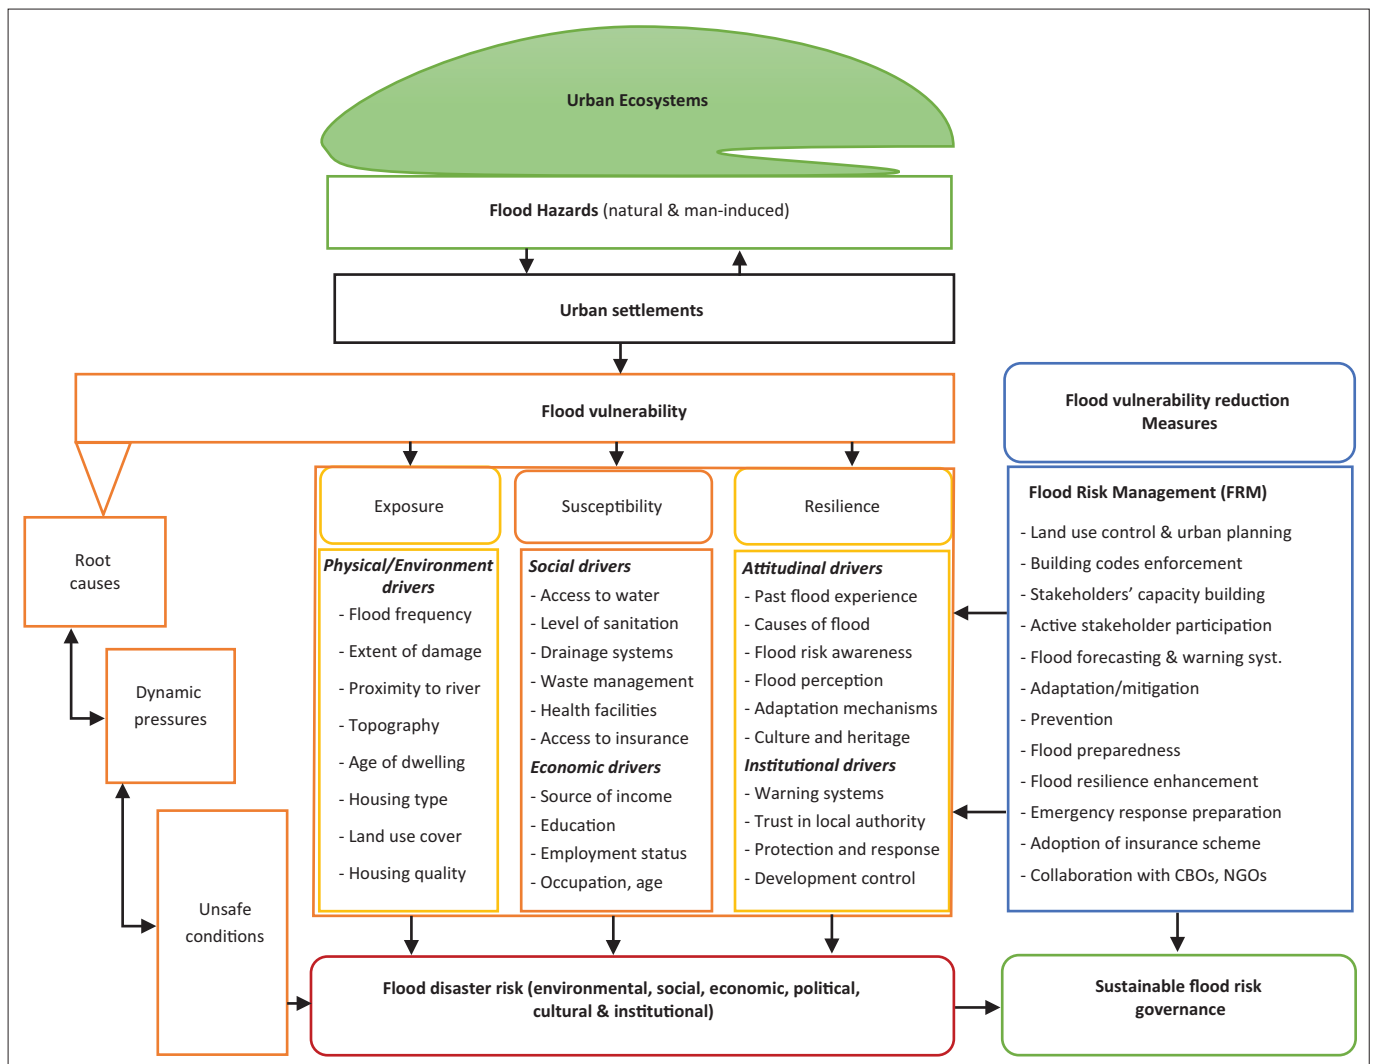 Urban Ecosystems
Flood Hazards (natural & man-induced)
Urban settlements
Flood vulnerability
Root
causes
Dynamic
pressures
Unsafe
conditions
Exposure
Physical/Environment
drivers
- Flood frequency
- Extent of damage
- Proximity to river
- Topography
- Age of dwelling
- Housing type
- Land use cover
- Housing quality
Susceptibility
Social drivers
- Access to water
- Level of sanitation
- Drainage systems
- Waste management
- Health facilities
- Access to insurance
Economic drivers
- Source of income
- Education
- Employment status
- Occupation, age
Resilience
Attitudinal drivers
- Past flood experience
- Causes of flood
- Flood risk awareness
- Flood perception
- Adaptation mechanisms
- Culture and heritage
Institutional drivers
- Warning systems
- Trust in local authority
- Protection and response
- Development control
Flood vulnerability reduction
Measures
Flood Risk Management (FRM)
- Land use control & urban planning
- Building codes enforcement
- Stakeholders’ capacity building
- Active stakeholder participation
- Flood forecasting & warning syst.
- Adaptation/mitigation
- Prevention
- Flood preparedness
- Flood resilience enhancement
- Emergency response preparation
- Adoption of insurance scheme
- Collaboration with CBOs, NGOs
Flood disaster risk (environmental, social, economic, political,
cultural & institutional)
Sustainable flood risk
governance